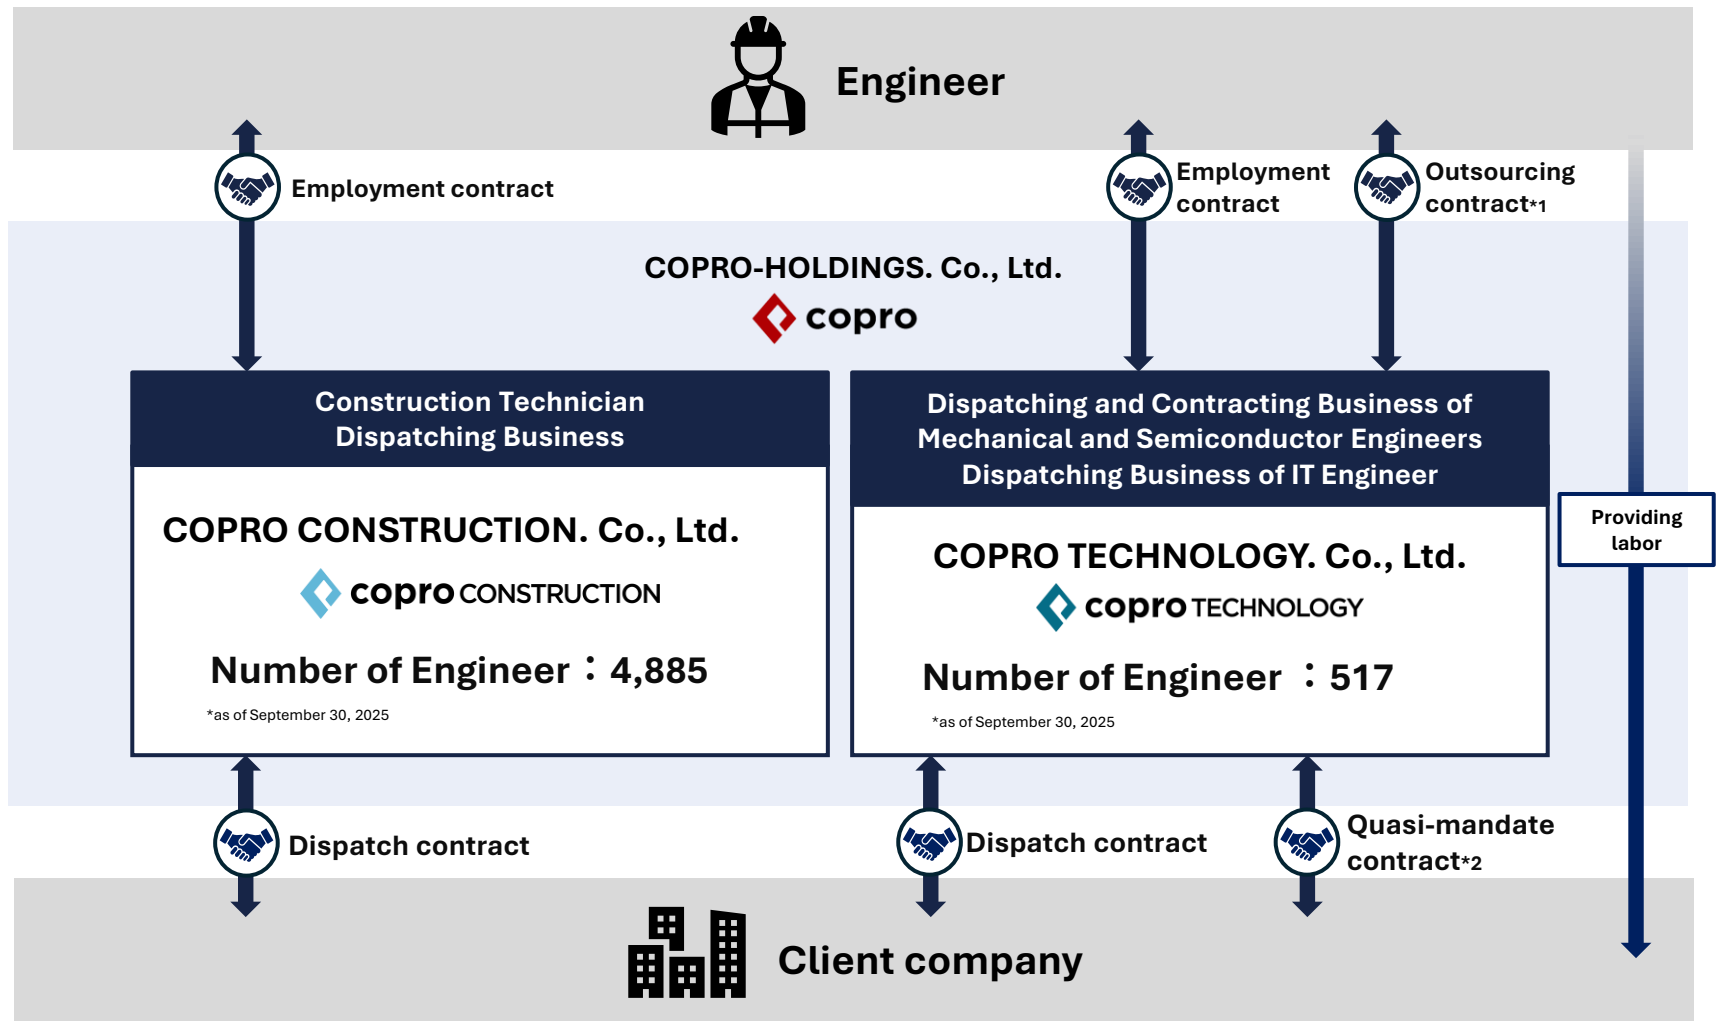 Engineer
Employment contract
Employment
contract
Outsourcing
contract*1
COPRO-HOLDINGS. Co., Ltd.
copro
Construction Technician
Dispatching Business
COPRO CONSTRUCTION. Co., Ltd.
copro CONSTRUCTION
Number of Engineer：4,885
*as of September 30, 2025
Dispatching and Contracting Business of
Mechanical and Semiconductor Engineers
Dispatching Business of IT Engineer
COPRO TECHNOLOGY. Co., Ltd.
copro TECHNOLOGY
Number of Engineer ：517
*as of September 30, 2025
Providing
labor
Dispatch contract
Dispatch contract
Quasi-mandate
contract*2
Client company